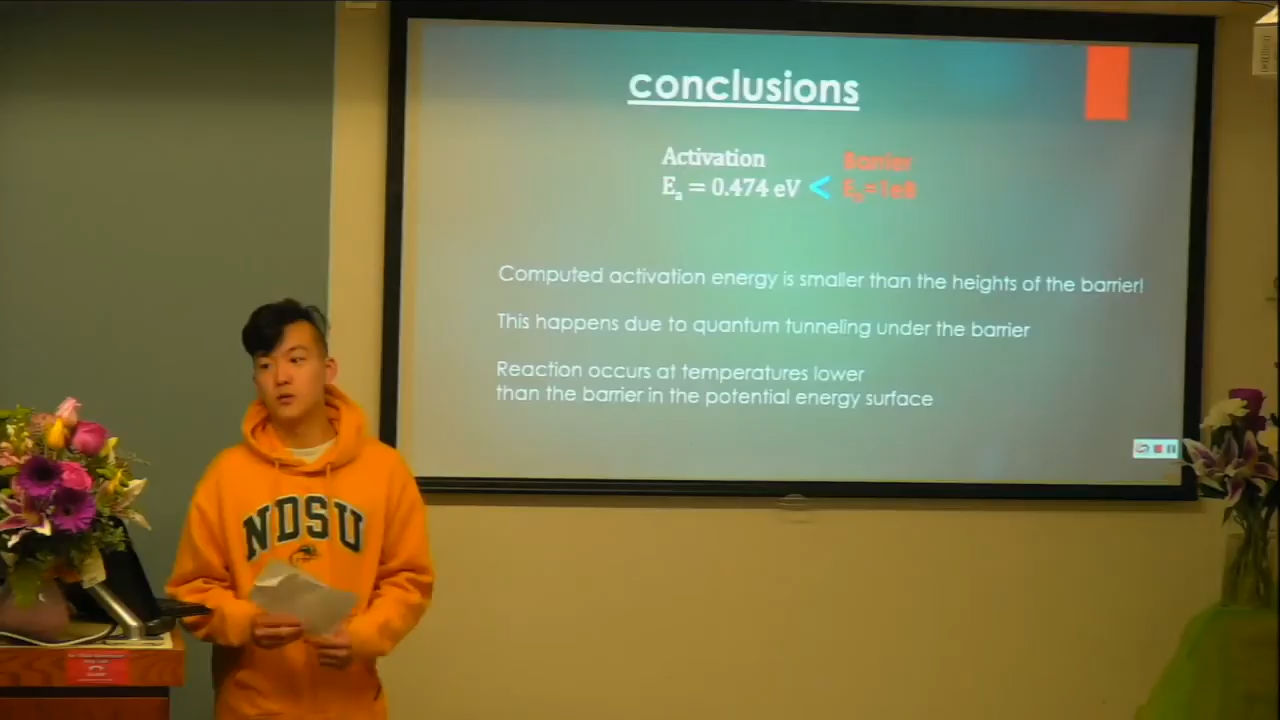 conclusions
Activation
Barrier
Eₐ = 0.474 eV <
Computed activation energy is smaller than the heights of the barrier!
This happens due to quantum tunneling under the barrier
Reaction occurs at temperatures lower
than the barrier in the potential energy surface
NDSU